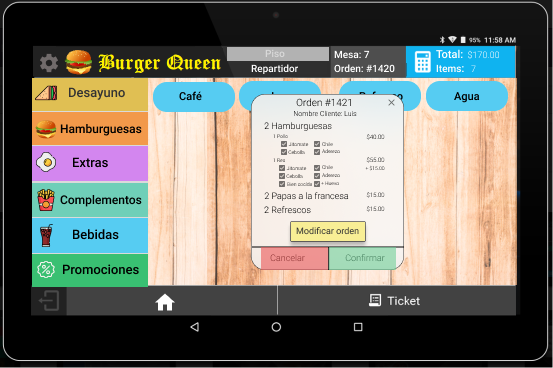 95% 11:58 AM
Burger Queen
Piso
Repartidor
Mesa: 7
Orden: #1420
Total: $170.00
Items: 7
Desayuno
Hamburguesas
Extras
Complementos
Bebidas
Promociones
Café
Agua
Orden #1421
Nombre Cliente: Luis
2 Hamburguesas $40.00
1 Pollo
Jitomate Chile
Cebolla Aderezo
1 Res $55.00
Jitomate Chile + $15.00
Cebolla Aderezo
Bien cocida + Huevo
2 Papas a la francesa $15.00
2 Refrescos $15.00
Modificar orden
Cancelar Confirmar
Ticket